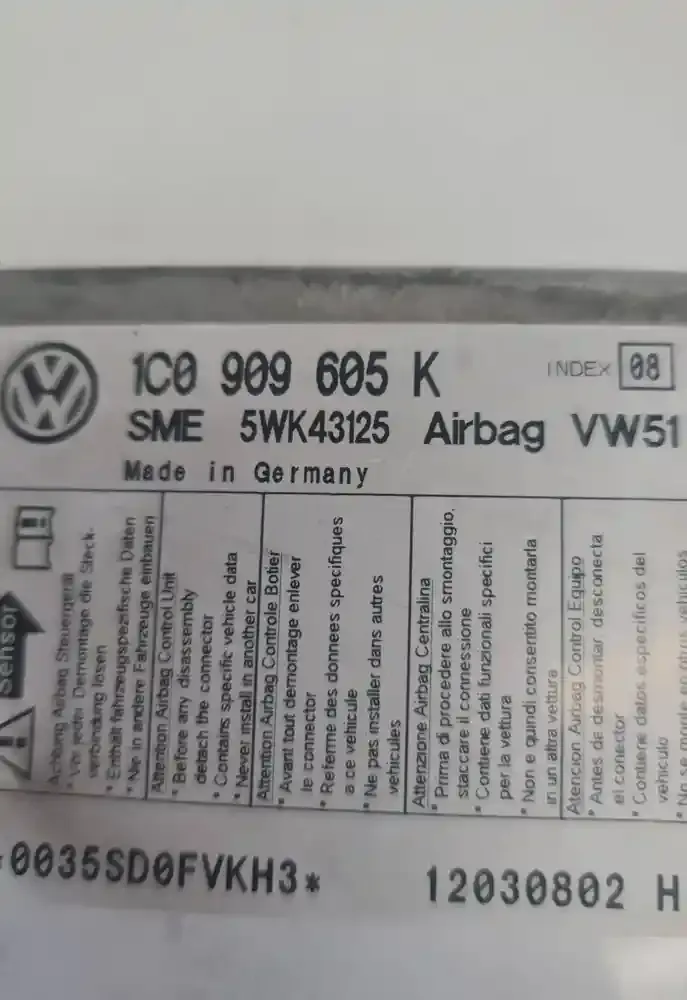 1C0 909 605 K INDEX 08
SME 5WK43125 Airbag VW51
Made in Germany
Sensor
Achtung Airbag Steuergerät
* Vor jeder Demontage die Steck-
verbindung lösen
* Enthält fahrzeugspezifische Daten
* Nie in andere Fahrzeuge einbauen
Attention Airbag Control Unit
* Before any disassembly
detach the connector
* Contains specific vehicle data
* Never install in another car
Attention Airbag Controle Botier
* Avant tout demontage enlever
le connector
* Referme des donnees specifiques
a ce vehicule
* Ne pas installer dans autres
vehicules
Attenzione Airbag Centralina
* Prima di procedere allo smontaggio,
staccare il connessione
* Contiene dati funzionali specifici
per la vettura
* Non e quindi consentito montarla
in un altra vettura
Atencion Airbag Control Equipo
* Antes de desmontar desconecta
el conector
* Contiene datos especificos del
vehiculo
* No se monte en otros vehiculos
*0035SD0FVKH3* 12030802 H